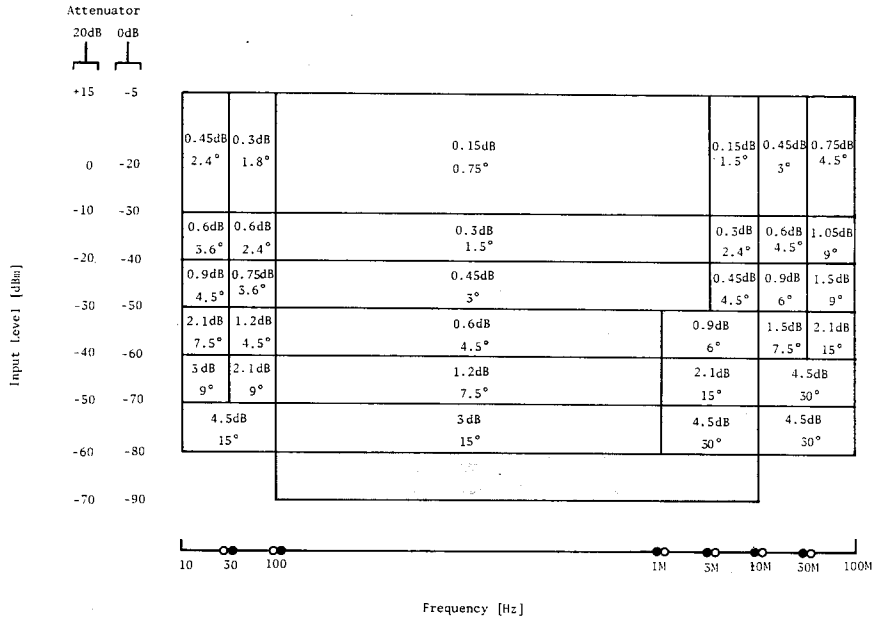 Attenuator
20dB 0dB
+15 -5
0.45dB 0.3dB 0.15dB 0.15dB 0.45dB 0.75dB
2.4° 1.8° 0.75° 1.5° 3° 4.5°
0 -20
-10 -30
0.6dB 0.6dB 0.3dB 0.3dB 0.6dB 1.05dB
3.6° 2.4° 1.5° 2.4° 4.5° 9°
-20 -40
0.9dB 0.75dB 0.45dB 0.45dB 0.9dB 1.5dB
4.5° 3.6° 3° 4.5° 6° 9°
-30 -50
2.1dB 1.2dB 0.6dB 0.9dB 1.5dB 2.1dB
7.5° 4.5° 4.5° 6° 7.5° 15°
-40 -60
3dB 2.1dB 1.2dB 2.1dB 4.5dB
9° 9° 7.5° 15° 30°
-50 -70
4.5dB 3dB 4.5dB 4.5dB
15° 15° 30° 30°
-60 -80
-70 -90
Input Level [dBm]
10 30 100 1M 3M 10M 30M 100M
Frequency [Hz]